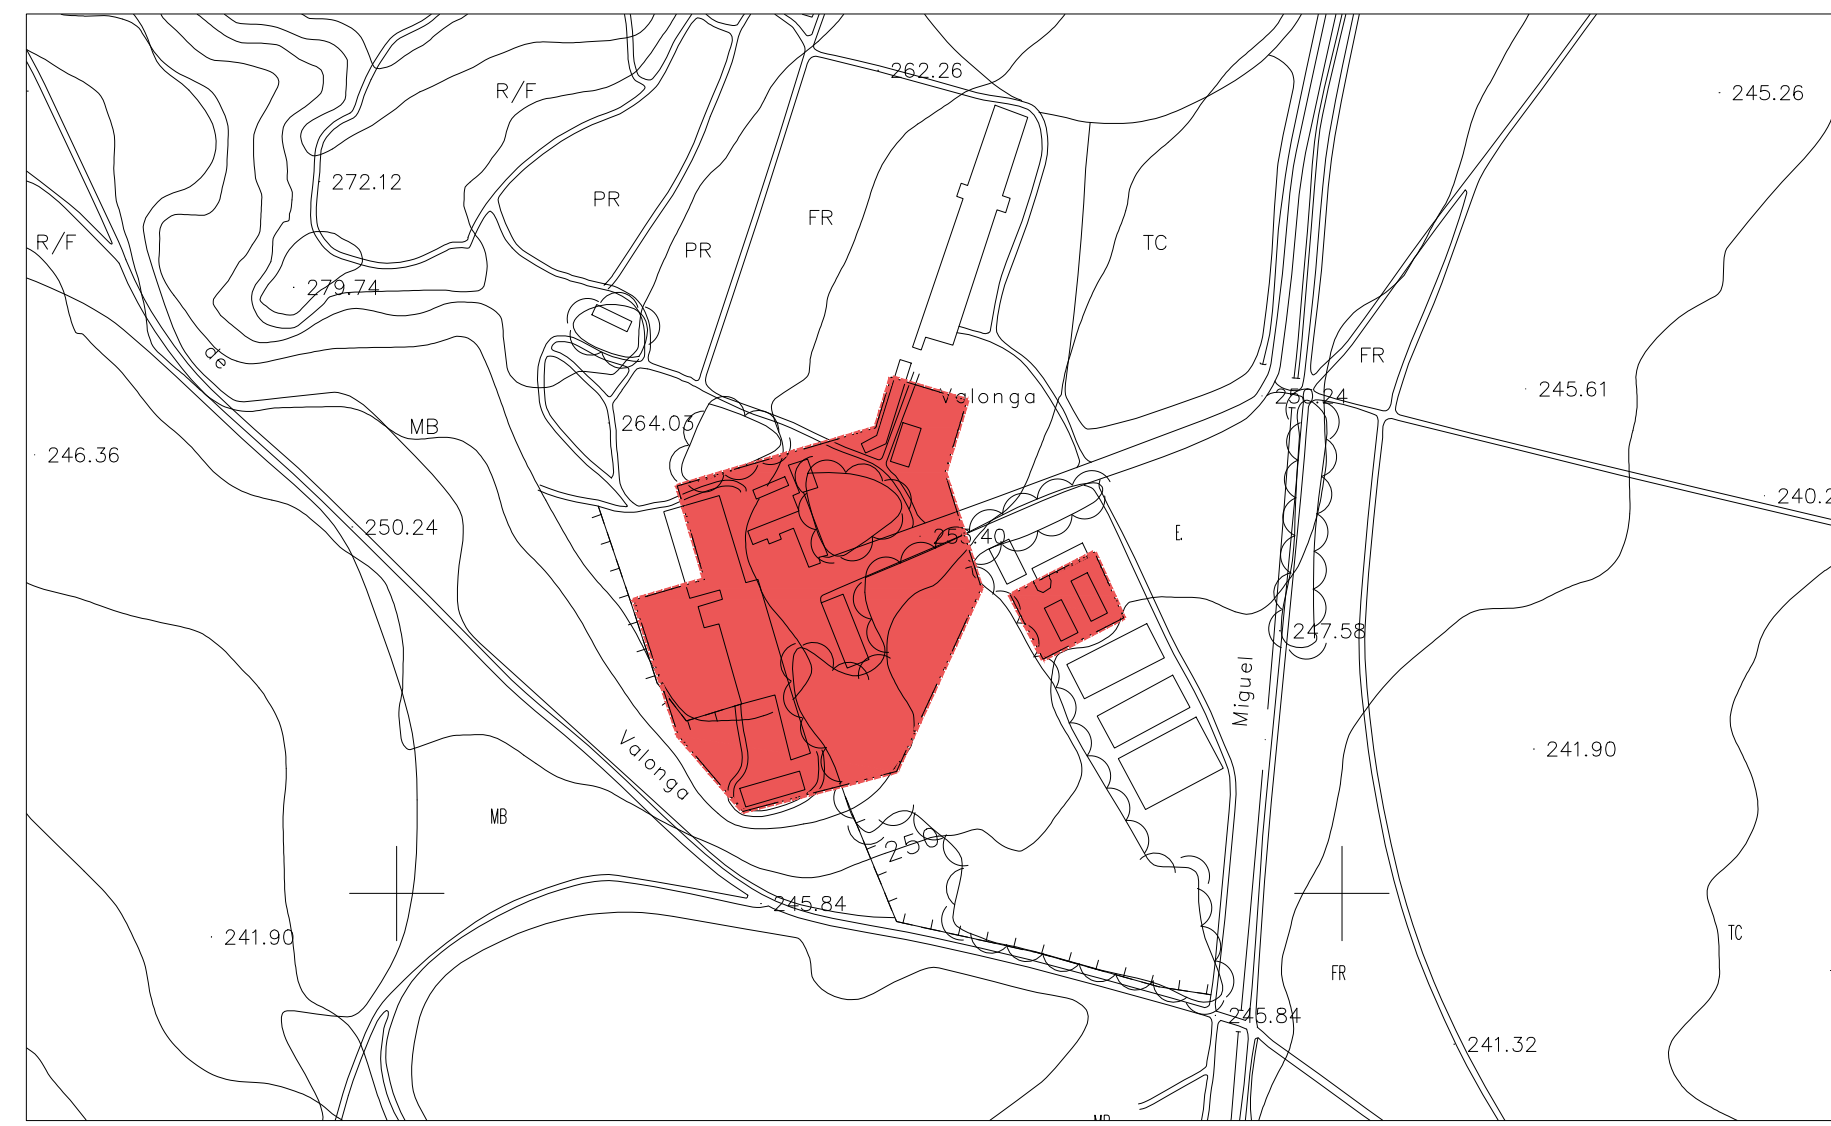 262.26
R/F
245.26
272.12
PR
FR
R/F
PR
TC
279.74
de
FR
245.61
Valonga
250.24
264.03
MB
246.36
240.2
250.24
E.
253.40
247.58
Miguel
241.90
Valonga
MB
250
245.84
241.90
TC
FR
245.84
241.32